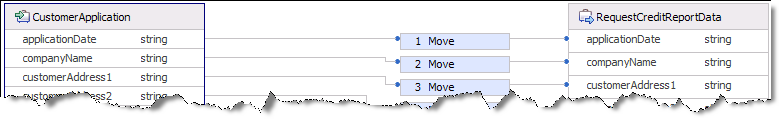 CustomerApplication
applicationDate string
companyName string
customerAddress1 string
customerAddress2 string
1 Move
2 Move
3 Move
RequestCreditReportData
applicationDate string
companyName string
customerAddress1 string